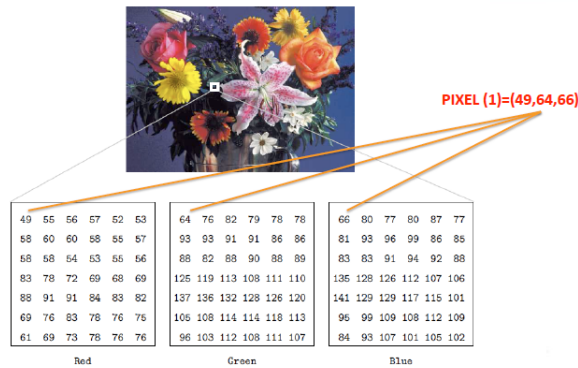 PIXEL (1)=(49,64,66)
49 55 56 57 52 53
58 60 60 58 55 57
58 58 54 53 55 56
83 78 72 69 68 69
88 91 91 84 83 82
69 76 83 78 76 75
61 69 73 78 76 76
Red
64 76 82 79 78 78
93 93 91 91 86 86
88 82 88 90 88 89
125 119 113 108 111 110
137 136 132 128 126 120
105 108 114 114 118 113
96 103 112 108 111 107
Green
66 80 77 80 87 77
81 93 96 99 86 85
83 83 91 94 92 88
135 128 126 112 107 106
141 129 129 117 115 101
95 99 109 108 112 109
84 93 107 101 105 102
Blue